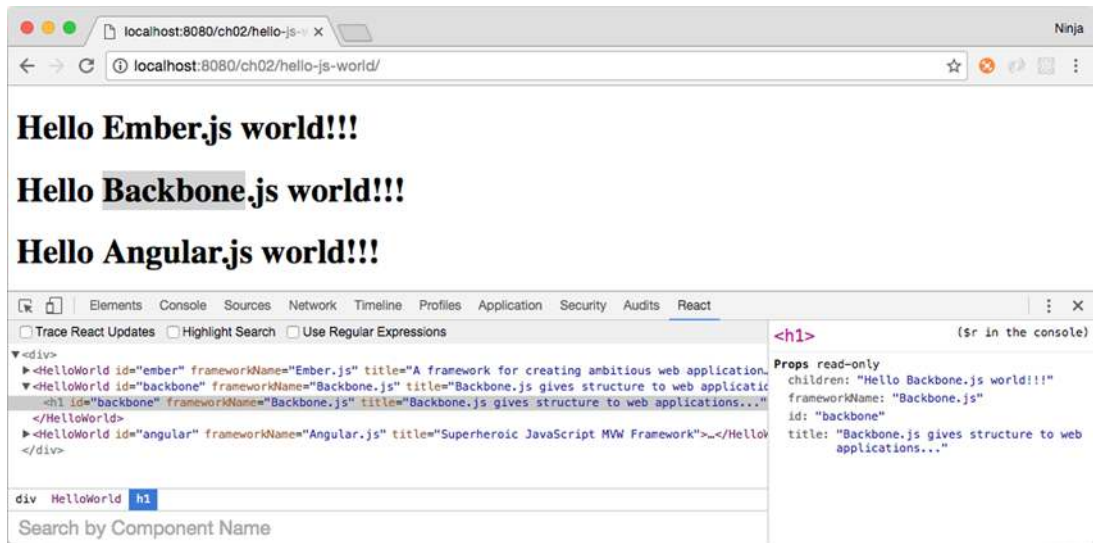 localhost:8080/ch02/hello-js-
Ninja
localhost:8080/ch02/hello-js-world/
Hello Ember.js world!!!
Hello Backbone.js world!!!
Hello Angular.js world!!!
Elements Console Sources Network Timeline Profiles Application Security Audits React
Trace React Updates Highlight Search Use Regular Expressions
<h1> ($r in the console)
▼<div>
▶<HelloWorld id="ember" frameworkName="Ember.js" title="A framework for creating ambitious web application…
▼<HelloWorld id="backbone" frameworkName="Backbone.js" title="Backbone.js gives structure to web applicatic
<h1 id="backbone" frameworkName="Backbone.js" title="Backbone.js gives structure to web applications..."
</HelloWorld>
▶<HelloWorld id="angular" frameworkName="Angular.js" title="Superheroic JavaScript MVW Framework">…</HelloW
</div>
Props read-only
children: "Hello Backbone.js world!!!"
frameworkName: "Backbone.js"
id: "backbone"
title: "Backbone.js gives structure to web
applications..."
div HelloWorld h1
Search by Component Name